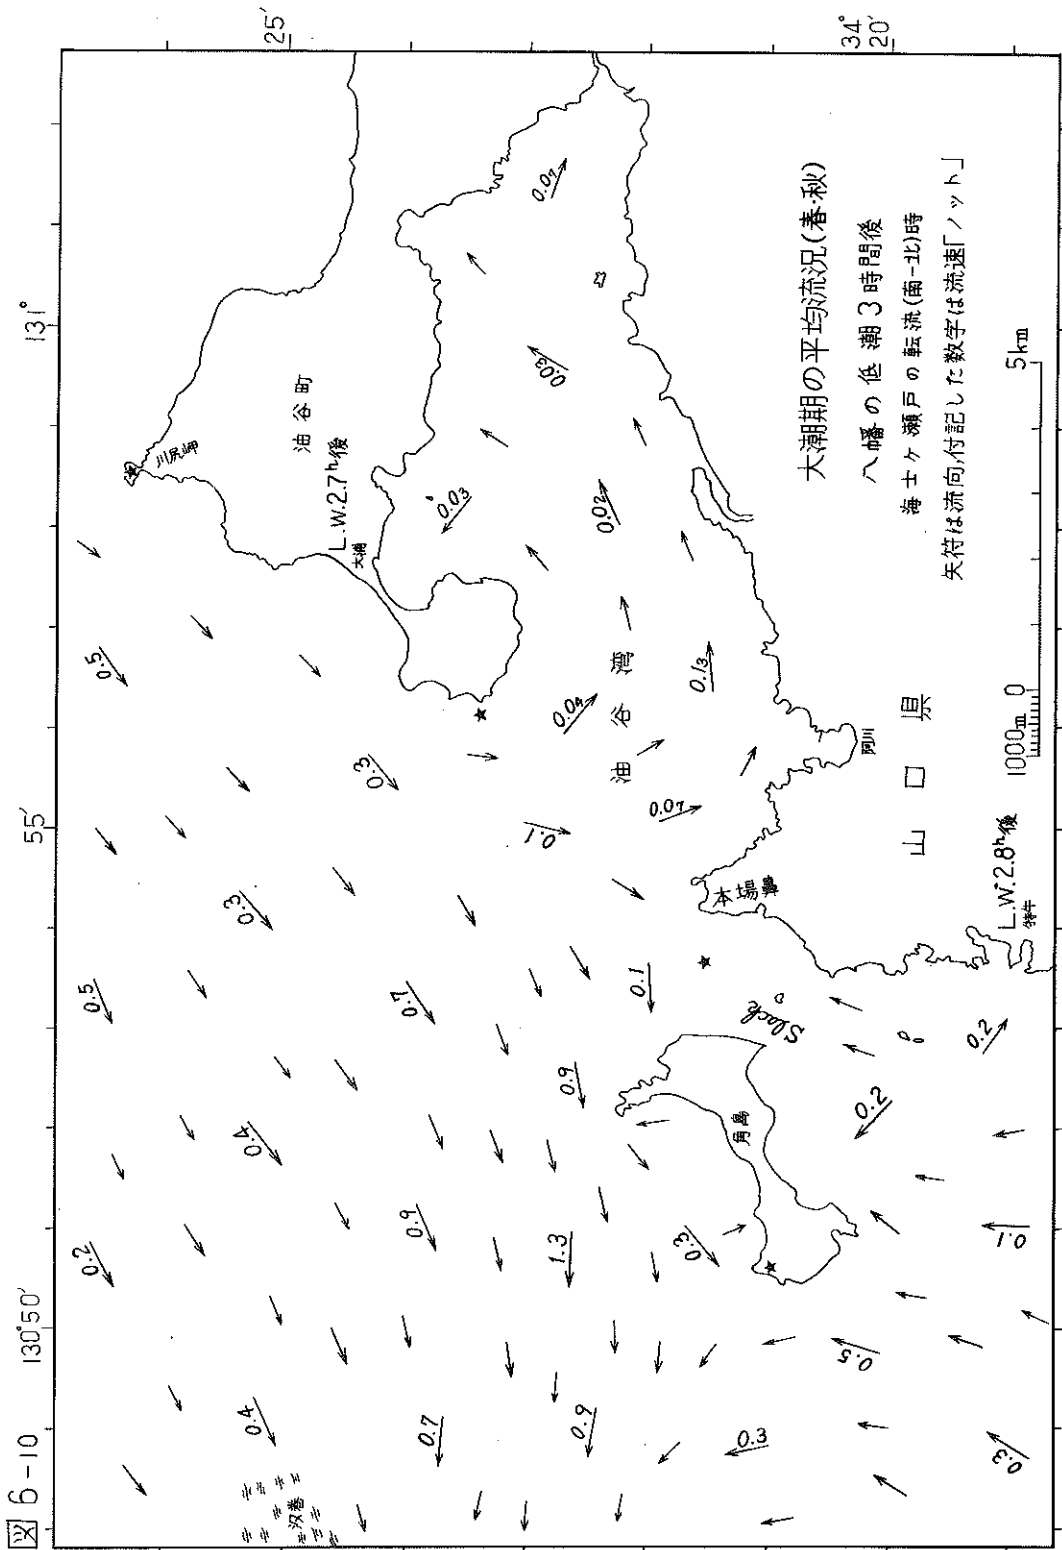 図 6-10
130°50′
55′
131°
25′
34°
20′
川尻岬
油谷町
L.W.2.7ʰ後
大浦
油谷湾
本場鼻
阿川
山口県
角島
Slack
L.W.2.8ʰ後
特牛
汊巻
0.5
0.3
0.3
0.5
0.7
0.4
0.9
0.9
0.2
1.3
0.4
0.7
0.9
0.1
0.1
0.07
0.04
0.13
0.02
0.03
0.03
0.07
0.3
0.2
0.2
0.1
0.5
0.3
0.3
大潮期の平均流況(春・秋)
八幡の低潮3時間後
海士ヶ瀬戸の転流(南-北)時
矢符は流向,付記した数字は流速「ノット」
1000m 0 5km